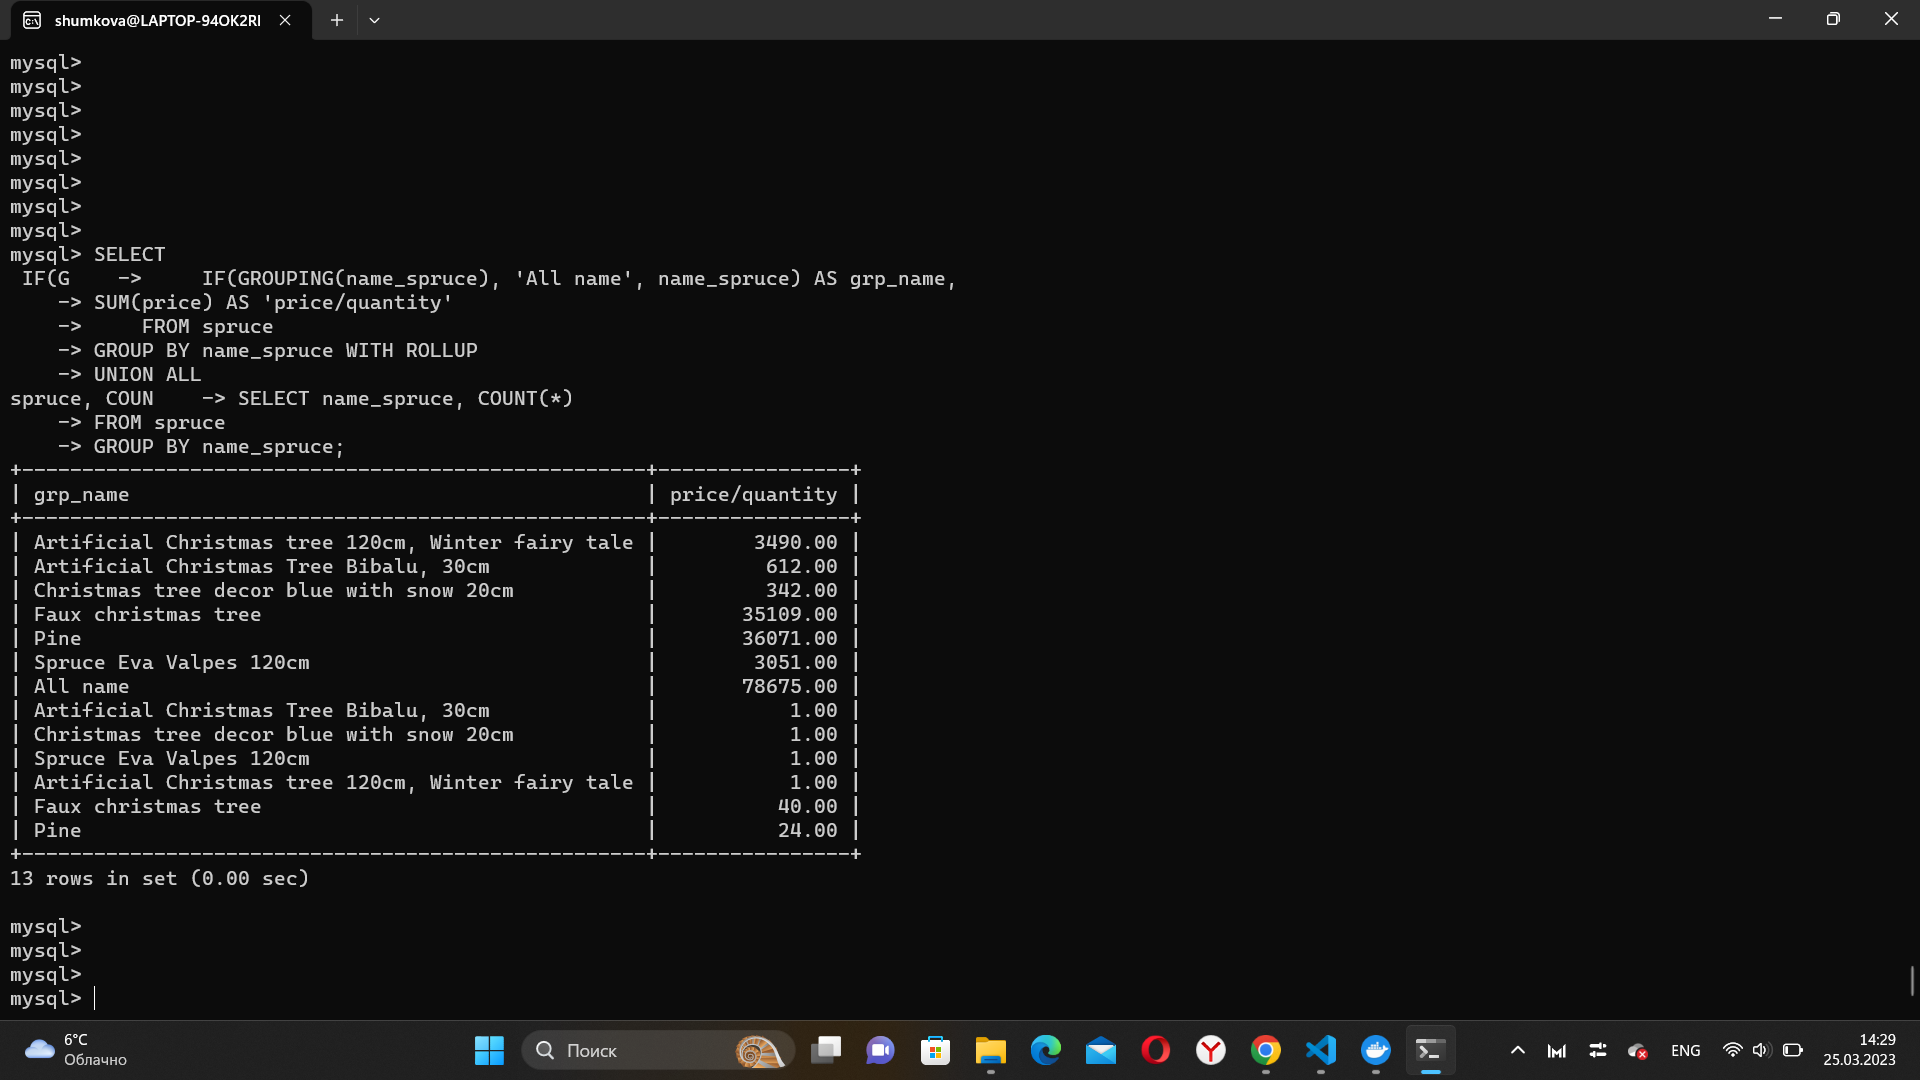 shumkova@LAPTOP-94OK2RI
mysql>
mysql>
mysql>
mysql>
mysql>
mysql>
mysql>
mysql>
mysql> SELECT
 IF(G    ->     IF(GROUPING(name_spruce), 'All name', name_spruce) AS grp_name,
    -> SUM(price) AS 'price/quantity'
    ->     FROM spruce
    -> GROUP BY name_spruce WITH ROLLUP
    -> UNION ALL
spruce, COUN    -> SELECT name_spruce, COUNT(*)
    -> FROM spruce
    -> GROUP BY name_spruce;
+----------------------------------------------------+----------------+
| grp_name                                           | price/quantity |
+----------------------------------------------------+----------------+
| Artificial Christmas tree 120cm, Winter fairy tale |        3490.00 |
| Artificial Christmas Tree Bibalu, 30cm             |         612.00 |
| Christmas tree decor blue with snow 20cm           |         342.00 |
| Faux christmas tree                                |       35109.00 |
| Pine                                               |       36071.00 |
| Spruce Eva Valpes 120cm                            |        3051.00 |
| All name                                           |       78675.00 |
| Artificial Christmas Tree Bibalu, 30cm             |           1.00 |
| Christmas tree decor blue with snow 20cm           |           1.00 |
| Spruce Eva Valpes 120cm                            |           1.00 |
| Artificial Christmas tree 120cm, Winter fairy tale |           1.00 |
| Faux christmas tree                                |          40.00 |
| Pine                                               |          24.00 |
+----------------------------------------------------+----------------+
13 rows in set (0.00 sec)
mysql>
mysql>
mysql>
mysql>
6°C
Облачно
Поиск
ENG
14:29
25.03.2023